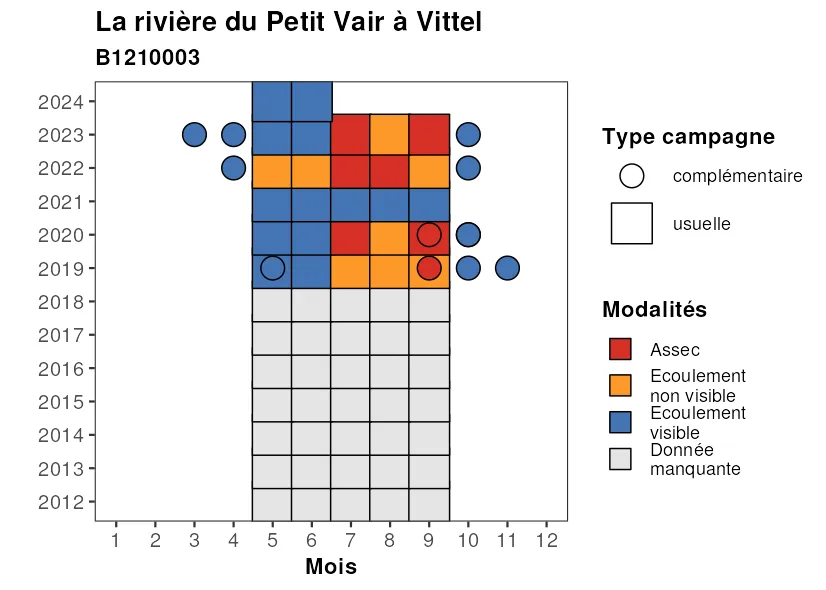 La rivière du Petit Vair à Vittel
B1210003
2024
2023
2022
2021
2020
2019
2018
2017
2016
2015
2014
2013
2012
1 2 3 4 5 6 7 8 9 10 11 12
Mois
Type campagne
complémentaire
usuelle
Modalités
Assec
Ecoulement
non visible
Ecoulement
visible
Donnée
manquante